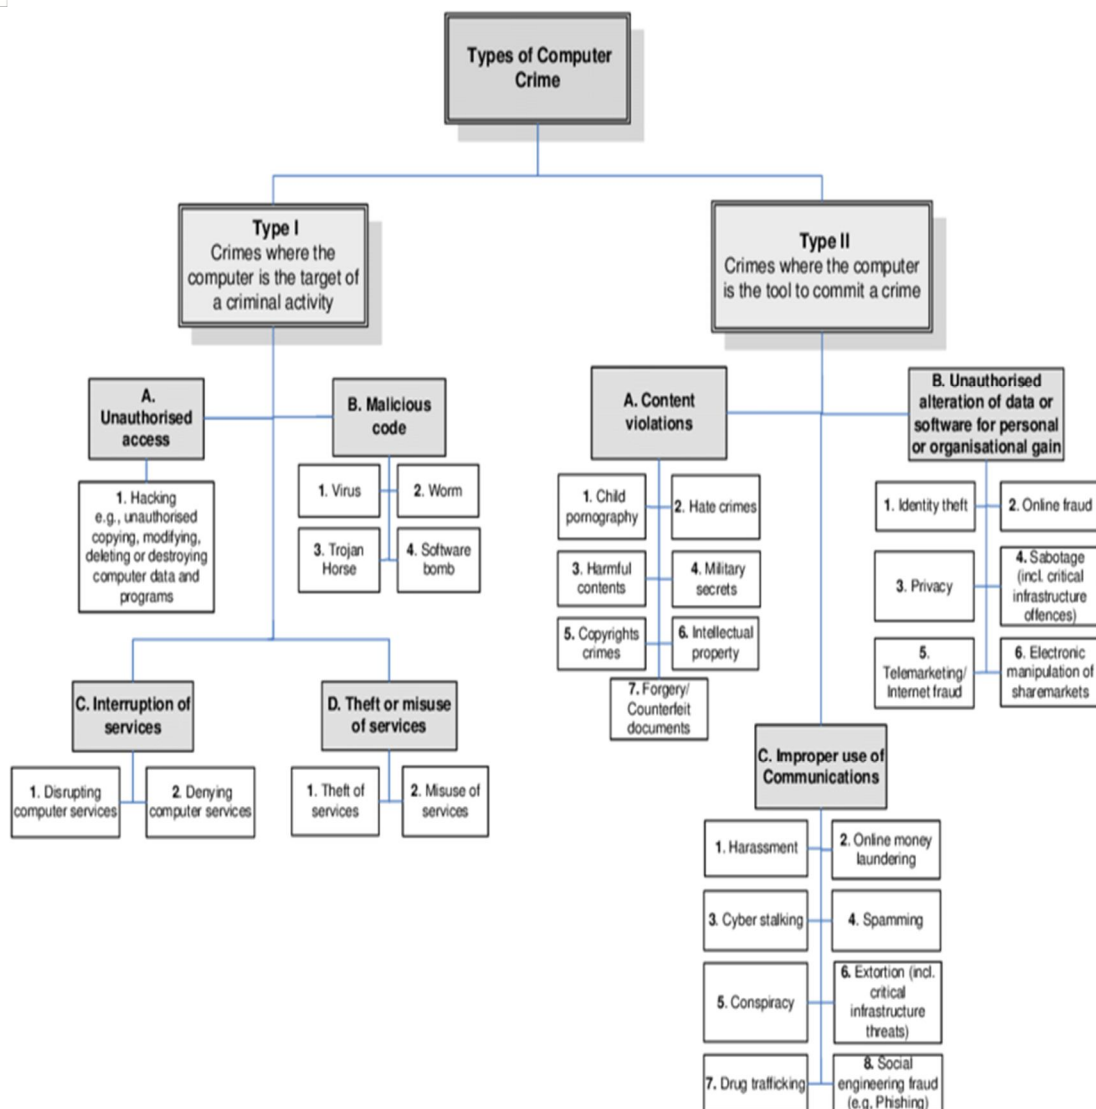 Types of Computer
Crime
Type I
Crimes where the
computer is the target of
a criminal activity
Type II
Crimes where the computer
is the tool to commit a crime
A.
Unauthorised
access
1. Hacking
e.g., unauthorised
copying, modifying,
deleting or destroying
computer data and
programs
B. Malicious
code
1. Virus
2. Worm
3. Trojan
Horse
4. Software
bomb
C. Interruption of
services
1. Disrupting
computer services
2. Denying
computer services
D. Theft or misuse
of services
1. Theft of
services
2. Misuse of
services
A. Content
violations
1. Child
pornography
2. Hate crimes
3. Harmful
contents
4. Military
secrets
5. Copyrights
crimes
6. Intellectual
property
7. Forgery/
Counterfeit
documents
B. Unauthorised
alteration of data or
software for personal
or organisational gain
1. Identity theft
2. Online fraud
3. Privacy
4. Sabotage
(incl. critical
infrastructure
offences)
5.
Telemarketing/
Internet fraud
6. Electronic
manipulation of
sharemarkets
C. Improper use of
Communications
1. Harassment
2. Online money
laundering
3. Cyber stalking
4. Spamming
5. Conspiracy
6. Extortion (incl.
critical
infrastructure
threats)
7. Drug trafficking
8. Social
engineering fraud
(e.g. Phishing)